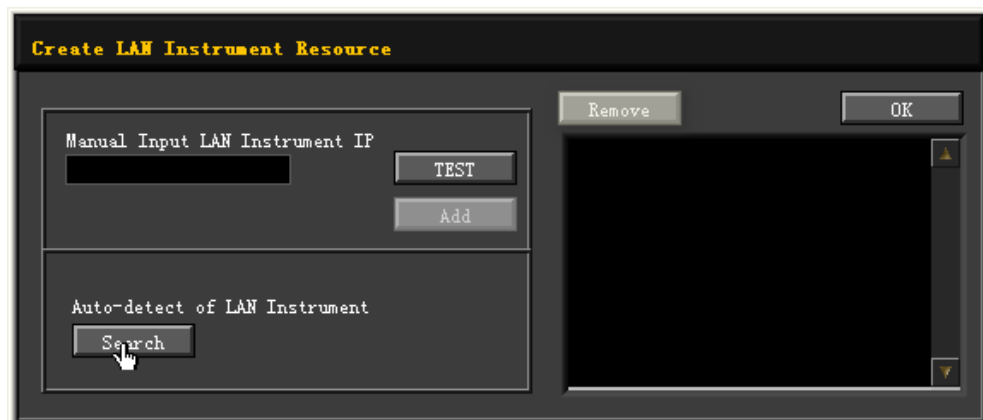 Create LAN Instrument Resource
Remove
OK
Manual Input LAN Instrument IP
TEST
Add
Auto-detect of LAN Instrument
Search